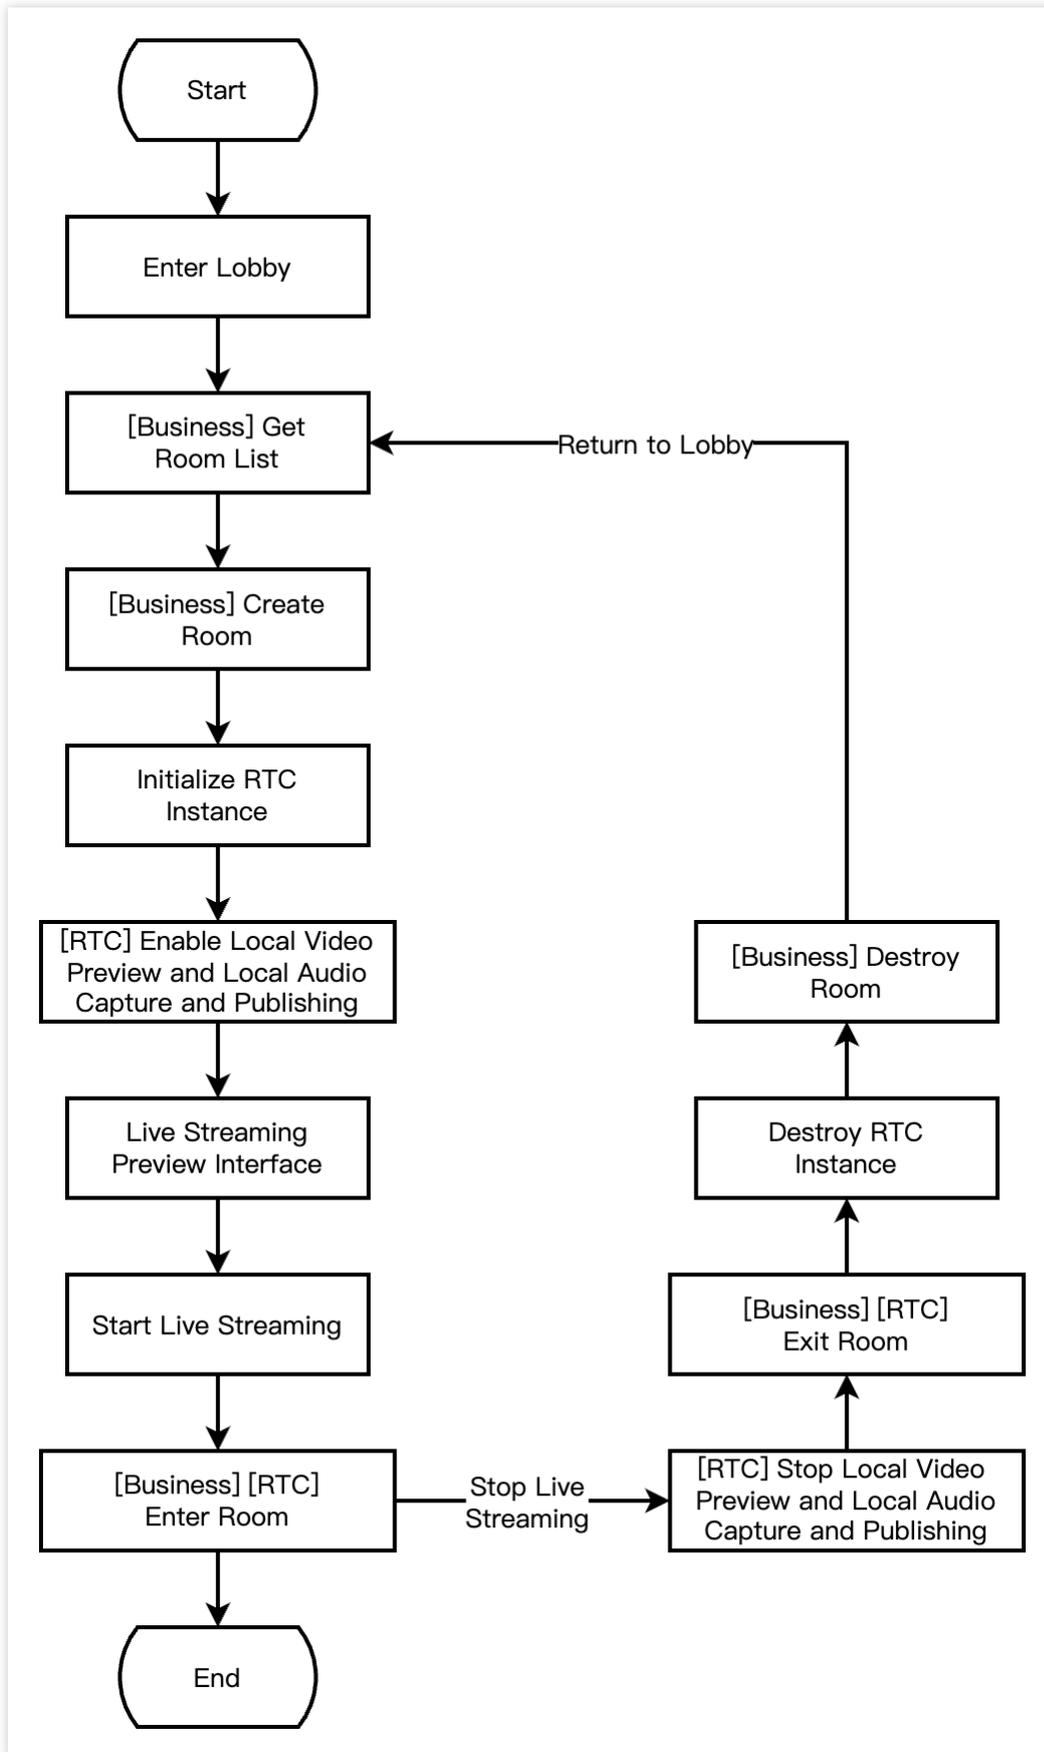 Start
Enter Lobby
[Business] Get
Room List
Return to Lobby
[Business] Create
Room
Initialize RTC
Instance
[RTC] Enable Local Video
Preview and Local Audio
Capture and Publishing
Live Streaming
Preview Interface
Start Live Streaming
[Business] [RTC]
Enter Room
Stop Live
Streaming
[RTC] Stop Local Video
Preview and Local Audio
Capture and Publishing
[Business] [RTC]
Exit Room
Destroy RTC
Instance
[Business] Destroy
Room
End